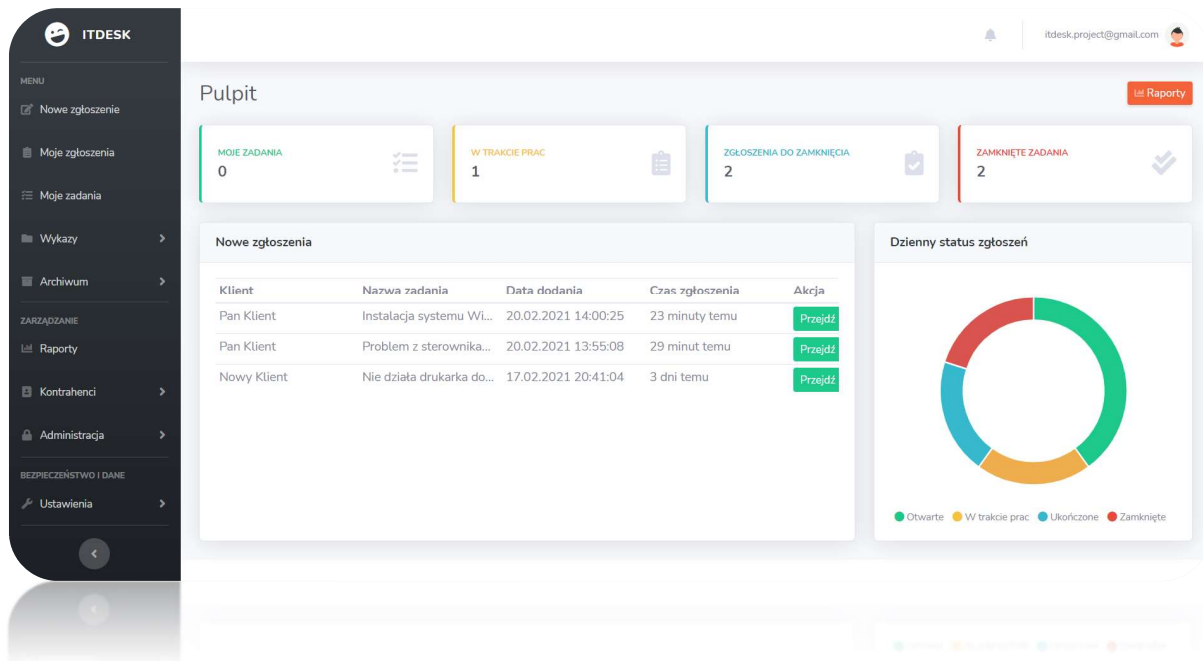 ITDESK
itdesk.project@gmail.com
MENU
Nowe zgłoszenie
Moje zgłoszenia
Moje zadania
Wykazy
Archiwum
ZARZĄDZANIE
Raporty
Kontrahenci
Administracja
BEZPIECZEŃSTWO I DANE
Ustawienia
Pulpit
Raporty
MOJE ZADANIA
0
W TRAKCIE PRAC
1
ZGŁOSZENIA DO ZAMKNIĘCIA
2
ZAMKNIĘTE ZADANIA
2
Nowe zgłoszenia
Klient Nazwa zadania Data dodania Czas zgłoszenia Akcja
Pan Klient Instalacja systemu Wi... 20.02.2021 14:00:25 23 minuty temu Przejdź
Pan Klient Problem z sterownika... 20.02.2021 13:55:08 29 minut temu Przejdź
Nowy Klient Nie działa drukarka do... 17.02.2021 20:41:04 3 dni temu Przejdź
Dzienny status zgłoszeń
Otwarte W trakcie prac Ukończone Zamknięte